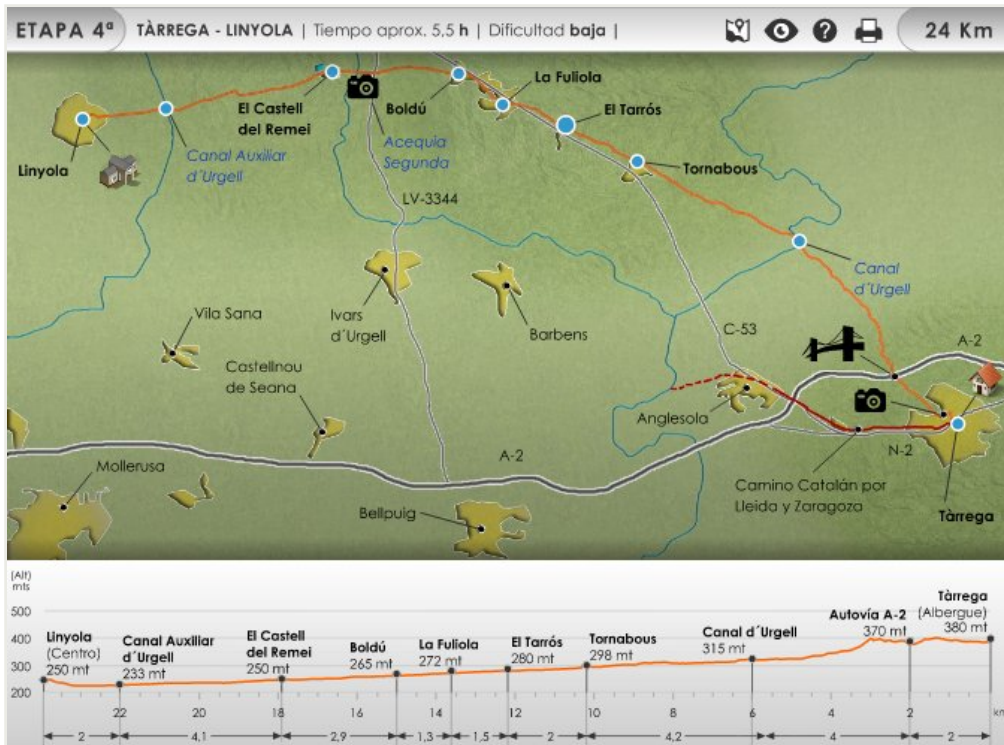 ETAPA 4ª TÀRREGA - LINYOLA | Tiempo aprox. 5,5 h | Dificultad baja | 24 Km
La Fuliola
El Castell
del Remei
Boldú
El Tarrós
Linyola
Canal Auxiliar
d´Urgell
Acequia
Segunda
Tornabous
LV-3344
Canal
d´Urgell
Vila Sana
Ivars
d´Urgell
Barbens
C-53
A-2
Castellnou
de Seana
Anglesola
Mollerusa
A-2
N-2
Camino Catalán por
Lleida y Zaragoza
Bellpuig
Tàrrega
(Alt)
mts
500
400
300
200
Linyola
(Centro)
250 mt
Canal Auxiliar
d´Urgell
233 mt
El Castell
del Remei
250 mt
Boldú
265 mt
La Fuliola
272 mt
El Tarrós
280 mt
Tornabous
298 mt
Canal d´Urgell
315 mt
Autovía A-2
370 mt
Tàrrega
(Albergue)
380 mt
22 20 18 16 14 12 10 8 6 4 2 km
2 4,1 2,9 1,3 1,5 2 4,2 4 2